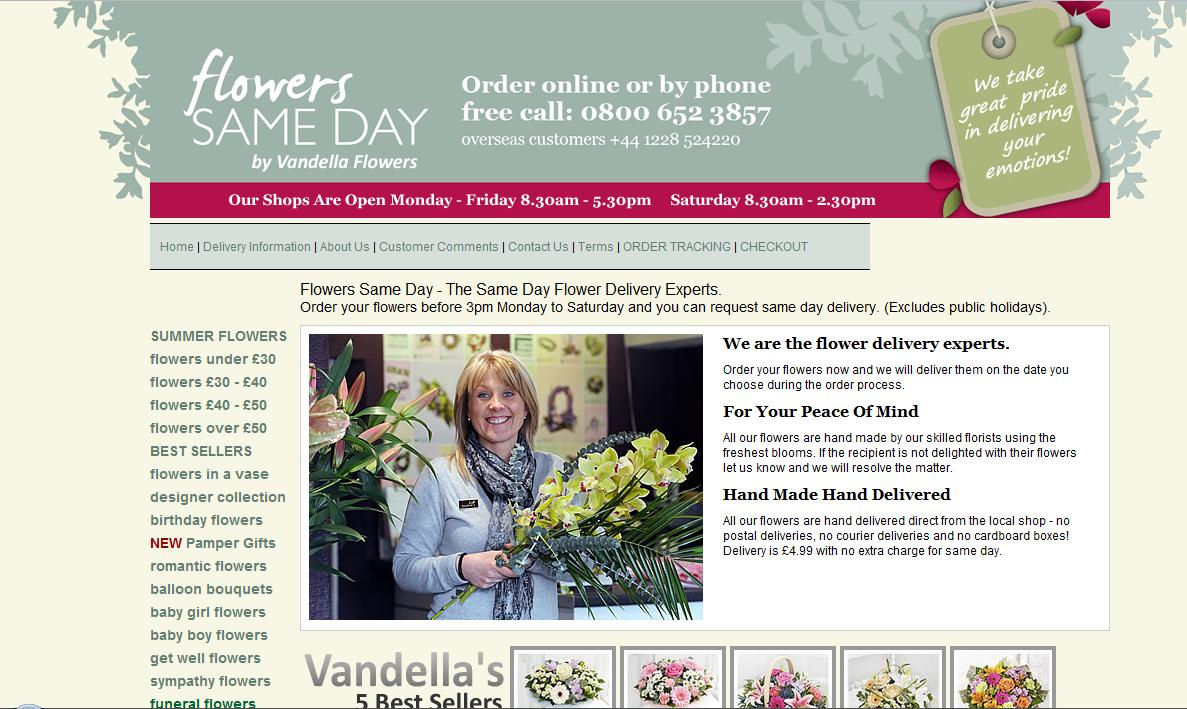 flowers
SAME DAY
by Vandella Flowers
Order online or by phone
free call: 0800 652 3857
overseas customers +44 1228 524220
We take
great pride
in delivering
your
emotions!
Our Shops Are Open Monday - Friday 8.30am - 5.30pm Saturday 8.30am - 2.30pm
Home | Delivery Information | About Us | Customer Comments | Contact Us | Terms | ORDER TRACKING | CHECKOUT
Flowers Same Day - The Same Day Flower Delivery Experts.
Order your flowers before 3pm Monday to Saturday and you can request same day delivery. (Excludes public holidays).
SUMMER FLOWERS
flowers under £30
flowers £30 - £40
flowers £40 - £50
flowers over £50
BEST SELLERS
flowers in a vase
designer collection
birthday flowers
NEW Pamper Gifts
romantic flowers
balloon bouquets
baby girl flowers
baby boy flowers
get well flowers
sympathy flowers
funeral flowers
We are the flower delivery experts.
Order your flowers now and we will deliver them on the date you
choose during the order process.
For Your Peace Of Mind
All our flowers are hand made by our skilled florists using the
freshest blooms. If the recipient is not delighted with their flowers
let us know and we will resolve the matter.
Hand Made Hand Delivered
All our flowers are hand delivered direct from the local shop - no
postal deliveries, no courier deliveries and no cardboard boxes!
Delivery is £4.99 with no extra charge for same day.
Vandella's
5 Best Sellers